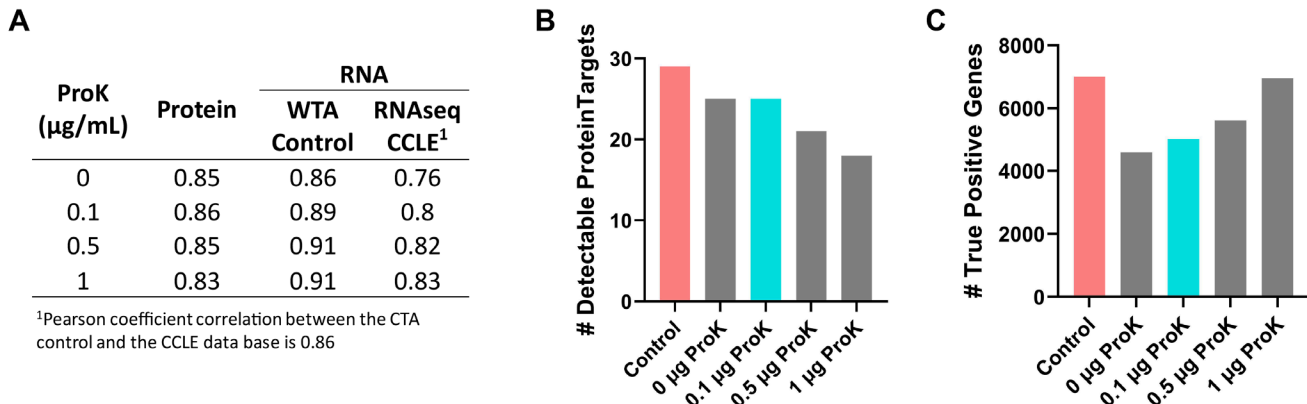 A
ProK
(µg/mL)
Protein
RNA
WTA
Control
RNAseq
CCLE¹
0 0.85 0.86 0.76
0.1 0.86 0.89 0.8
0.5 0.85 0.91 0.82
1 0.83 0.91 0.83
¹Pearson coefficient correlation between the CTA
control and the CCLE data base is 0.86
B
# Detectable ProteinTargets
30
20
10
0
Control
0 µg ProK
0.1 µg ProK
0.5 µg ProK
1 µg ProK
C
# True Positive Genes
8000
6000
4000
2000
0
Control
0 µg ProK
0.1 µg ProK
0.5 µg ProK
1 µg ProK